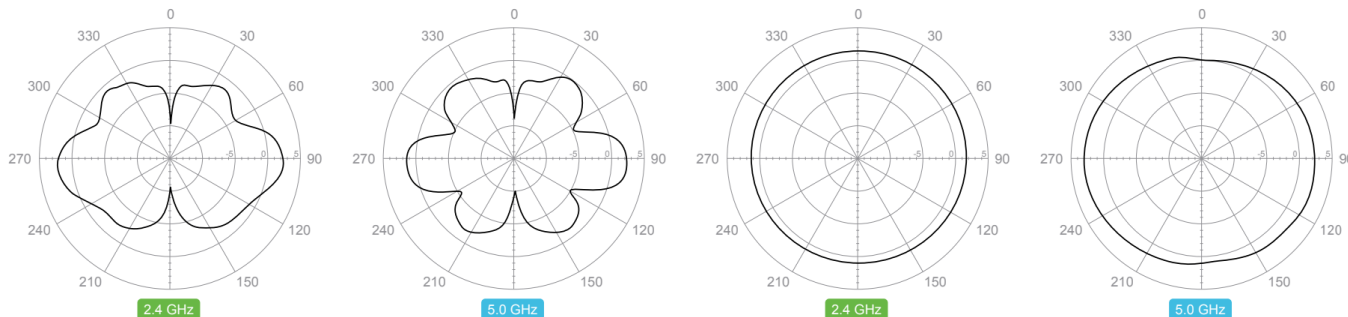 0 0 0 0
330 30 330 30 330 30 330 30
300 60 300 60 300 60 300 60
270 -5 0 5 90 270 -5 0 5 90 270 -5 0 5 90 270 -5 0 5 90
240 120 240 120 240 120 240 120
210 150 210 150 210 150 210 150
2.4 GHz 5.0 GHz 2.4 GHz 5.0 GHz